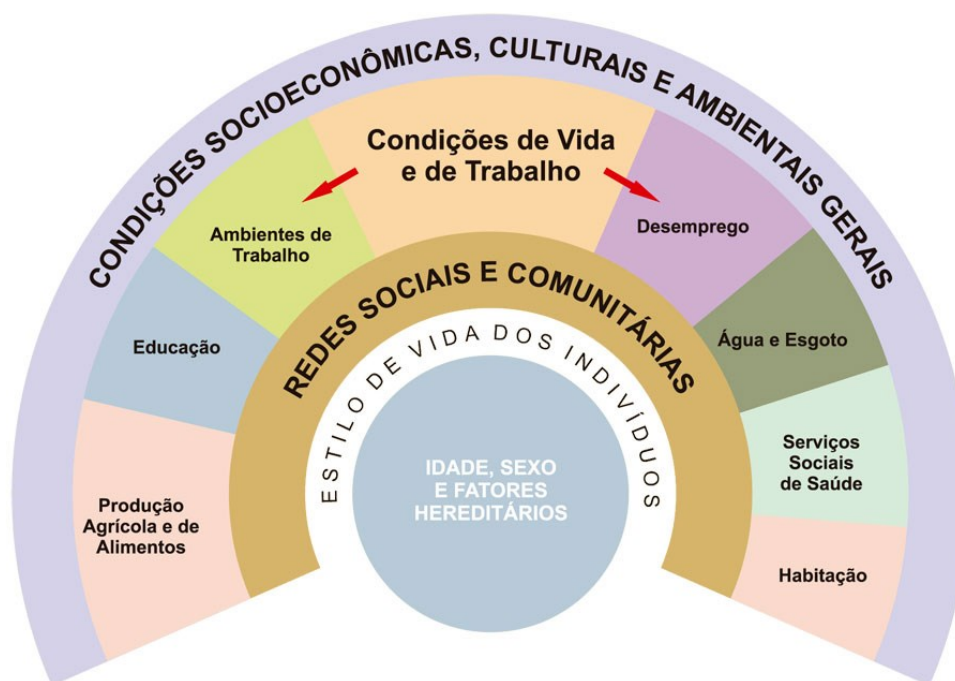 CONDIÇÕES SOCIOECONÔMICAS, CULTURAIS E AMBIENTAIS GERAIS
Condições de Vida
e de Trabalho
Ambientes de
Trabalho
Desemprego
Educação
Água e Esgoto
Produção
Agrícola e de
Alimentos
Serviços
Sociais
de Saúde
Habitação
REDES SOCIAIS E COMUNITÁRIAS
ESTILO DE VIDA DOS INDIVÍDUOS
IDADE, SEXO
E FATORES
HEREDITÁRIOS